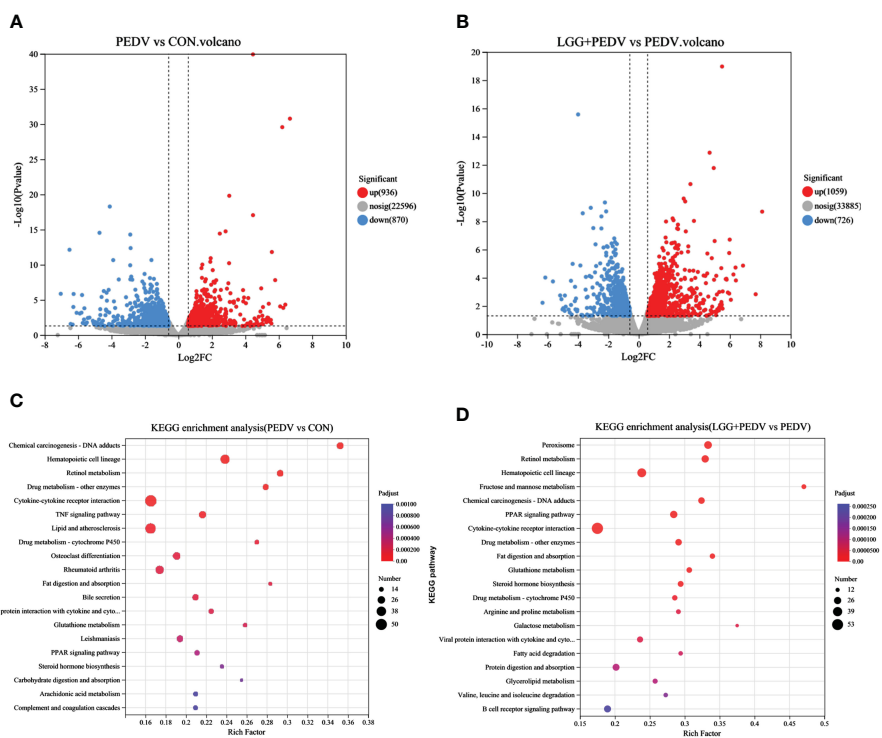 A
PEDV vs CON.volcano
40
35
30
25
20
15
10
5
0
-Log10(Pvalue)
-8
-6
-4
-2
0
2
4
6
8
10
Log2FC
Significant
up(936)
nosig(22596)
down(870)
B
LGG+PEDV vs PEDV.volcano
20
18
16
14
12
10
8
6
4
2
0
-Log10(Pvalue)
-10
-8
-6
-4
-2
0
2
4
6
8
10
Log2FC
Significant
up(1059)
nosig(33885)
down(726)
C
KEGG enrichment analysis(PEDV vs CON)
Chemical carcinogenesis - DNA adducts
Hematopoietic cell lineage
Retinol metabolism
Drug metabolism - other enzymes
Cytokine-cytokine receptor interaction
TNF signaling pathway
Lipid and atherosclerosis
Drug metabolism - cytochrome P450
Osteoclast differentiation
Rheumatoid arthritis
Fat digestion and absorption
Bile secretion
protein interaction with cytokine and cyto...
Glutathione metabolism
Leishmaniasis
PPAR signaling pathway
Steroid hormone biosynthesis
Carbohydrate digestion and absorption
Arachidonic acid metabolism
Complement and coagulation cascades
0.16
0.18
0.2
0.22
0.24
0.26
0.28
0.3
0.32
0.34
0.36
0.38
Rich Factor
Padjust
0.00100
0.000800
0.000600
0.000400
0.000200
0.00
Number
14
26
38
50
D
KEGG enrichment analysis(LGG+PEDV vs PEDV)
KEGG pathway
Peroxisome
Retinol metabolism
Hematopoietic cell lineage
Fructose and mannose metabolism
Chemical carcinogenesis - DNA adducts
PPAR signaling pathway
Cytokine-cytokine receptor interaction
Drug metabolism - other enzymes
Fat digestion and absorption
Glutathione metabolism
Steroid hormone biosynthesis
Drug metabolism - cytochrome P450
Arginine and proline metabolism
Galactose metabolism
Viral protein interaction with cytokine and cyto...
Fatty acid degradation
Protein digestion and absorption
Glycerolipid metabolism
Valine, leucine and isoleucine degradation
B cell receptor signaling pathway
0.15
0.2
0.25
0.3
0.35
0.4
0.45
0.5
Rich Factor
Padjust
0.000250
0.000200
0.000150
0.000100
0.0000500
0.00
Number
12
26
39
53